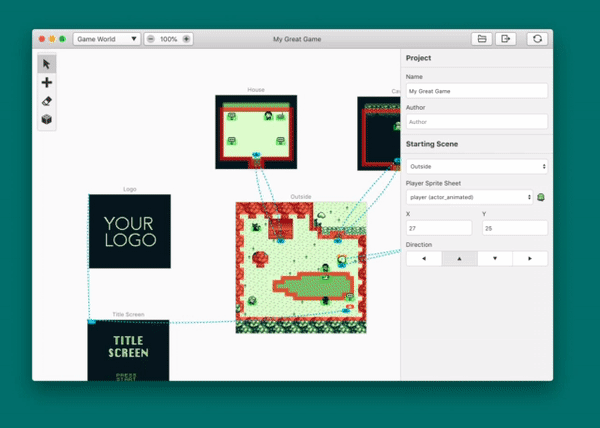 Game World
100%
My Great Game
Project
Name
My Great Game
Author
Author
Starting Scene
Outside
Player Sprite Sheet
player (actor_animated)
X
Y
27
25
Direction
House
Logo
YOUR
LOGO
Outside
Title Screen
TITLE
SCREEN
PRESS
START